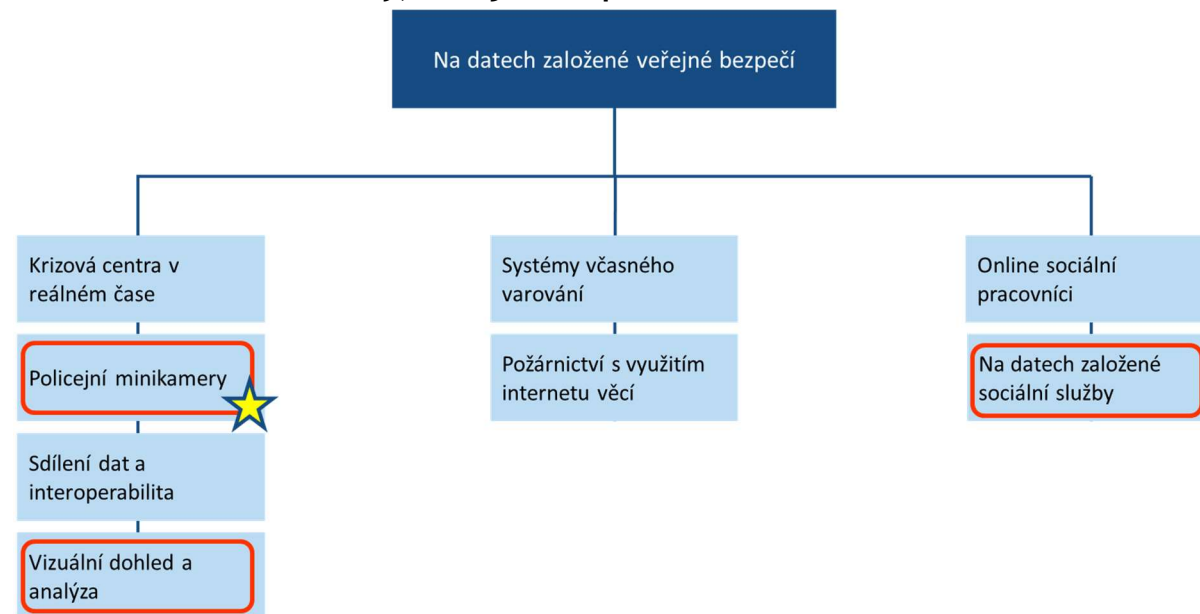 Na datech založené veřejné bezpečí
Krizová centra v
reálném čase
Policejní minikamery
Sdílení dat a
interoperabilita
Vizuální dohled a
analýza
Systémy včasného
varování
Požárnictví s využitím
internetu věcí
Online sociální
pracovníci
Na datech založené
sociální služby